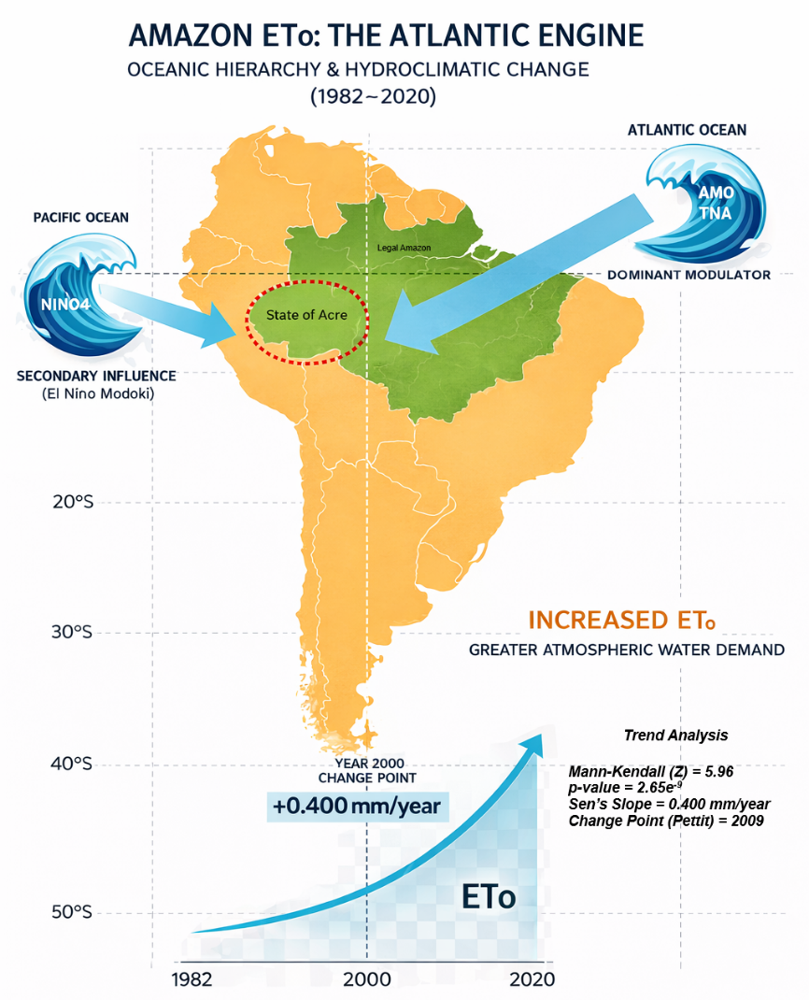 AMAZON ETo: THE ATLANTIC ENGINE
OCEANIC HIERARCHY & HYDROCLIMATIC CHANGE
(1982~2020)
ATLANTIC OCEAN
AMO
TNA
DOMINANT MODULATOR
PACIFIC OCEAN
NINO4
SECONDARY INFLUENCE
(El Nino Modoki)
Legal Amazon
State of Acre
20°S
30°S
INCREASED ETo
GREATER ATMOSPHERIC WATER DEMAND
40°S
YEAR 2000
CHANGE POINT
+0.400 mm/year
Trend Analysis
Mann-Kendall (Z) = 5.96
p-value = 2.65e-9
Sen's Slope = 0.400 mm/year
Change Point (Pettit) = 2009
ETo
50°S
1982
2000
2020